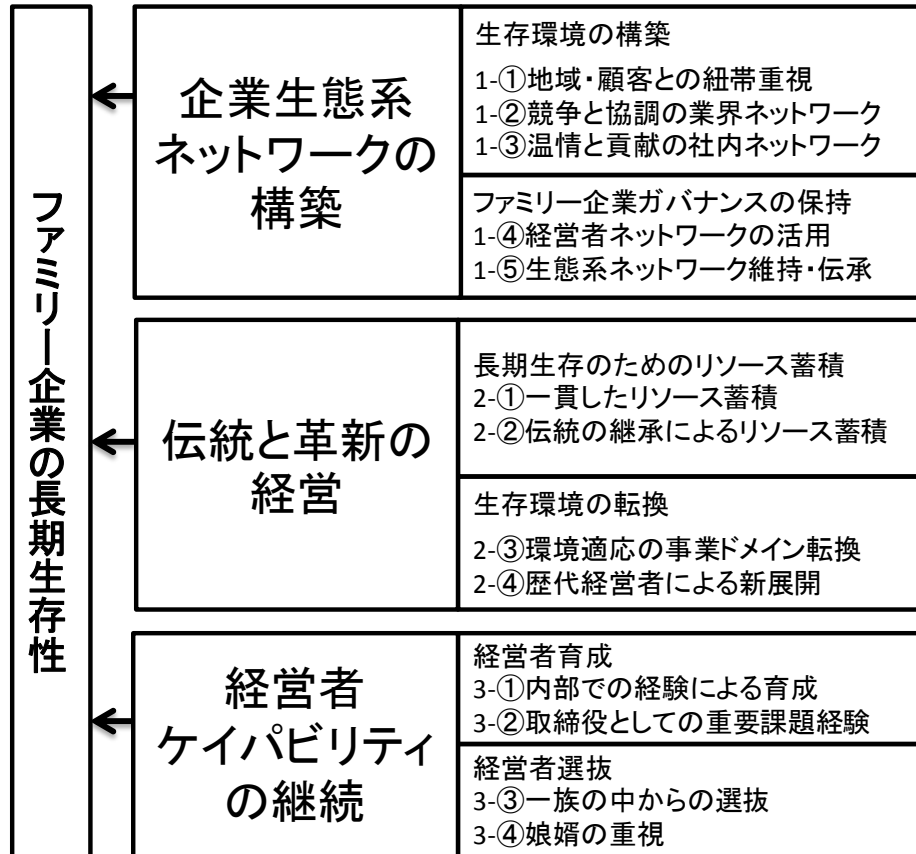 ファミリー企業の長期生存性
企業生態系
ネットワークの
構築
生存環境の構築
1-①地域・顧客との紐帯重視
1-②競争と協調の業界ネットワーク
1-③温情と貢献の社内ネットワーク
ファミリー企業ガバナンスの保持
1-④経営者ネットワークの活用
1-⑤生態系ネットワーク維持・伝承
伝統と革新の
経営
長期生存のためのリソース蓄積
2-①一貫したリソース蓄積
2-②伝統の継承によるリソース蓄積
生存環境の転換
2-③環境適応の事業ドメイン転換
2-④歴代経営者による新展開
経営者
ケイパビリティ
の継続
経営者育成
3-①内部での経験による育成
3-②取締役としての重要課題経験
経営者選抜
3-③一族の中からの選抜
3-④娘婿の重視